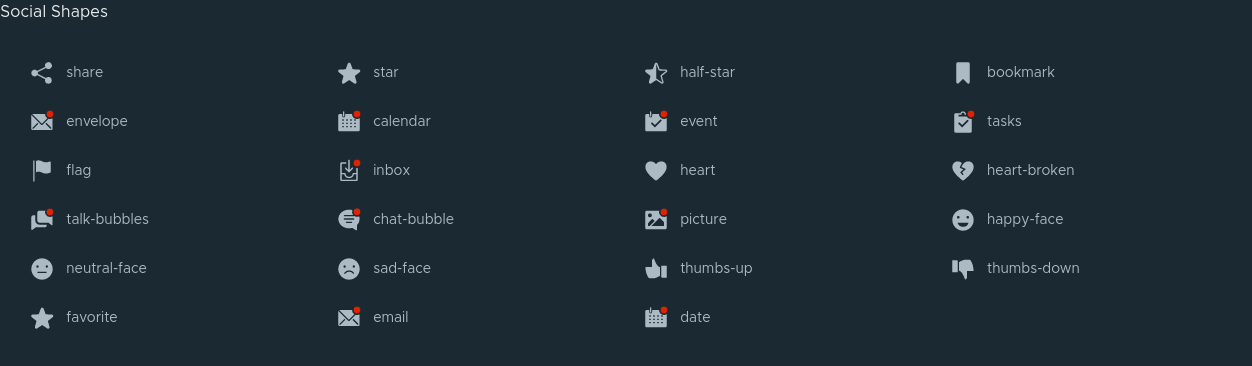 Social Shapes
share star half-star bookmark
envelope calendar event tasks
flag inbox heart heart-broken
talk-bubbles chat-bubble picture happy-face
neutral-face sad-face thumbs-up thumbs-down
favorite email date